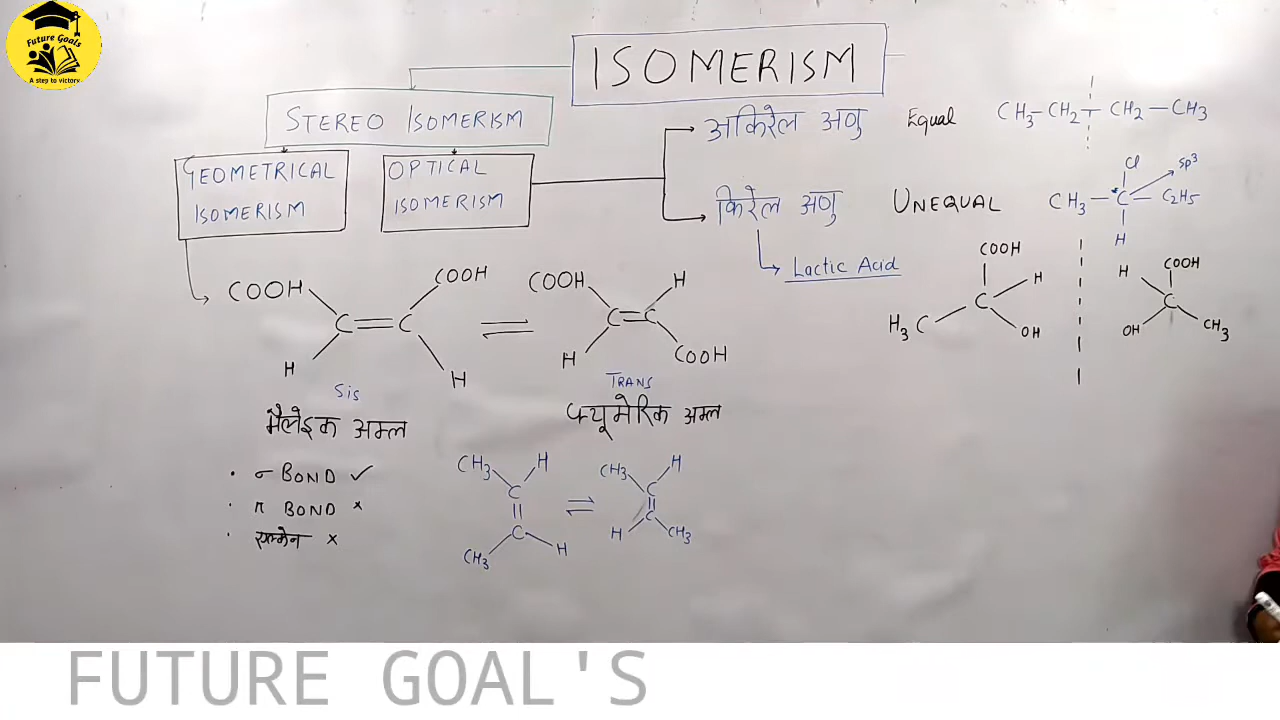 Future Goals
A step to victory
ISOMERISM
STEREO ISOMERISM
GEOMETRICAL
ISOMERISM
OPTICAL
ISOMERISM
अकिरेल अणु Equal CH3-CH2-CH2-CH3
किरेल अणु UNEQUAL
Cl
SP3
CH3-C-C2H5
H
Lactic Acid
COOH
H
C
H3C
OH
H
COOH
C
OH
CH3
COOH
COOH
C=C
H
H
SiS
मैलेइक अम्ल
COOH
H
C=C
H
COOH
TRANS
फ्यूमेरिक अम्ल
• σ BOND ✓
• π BOND ×
×
CH3
H
C
||
C
CH3
H
CH3
H
C
||
C
H
CH3
FUTURE GOAL'S